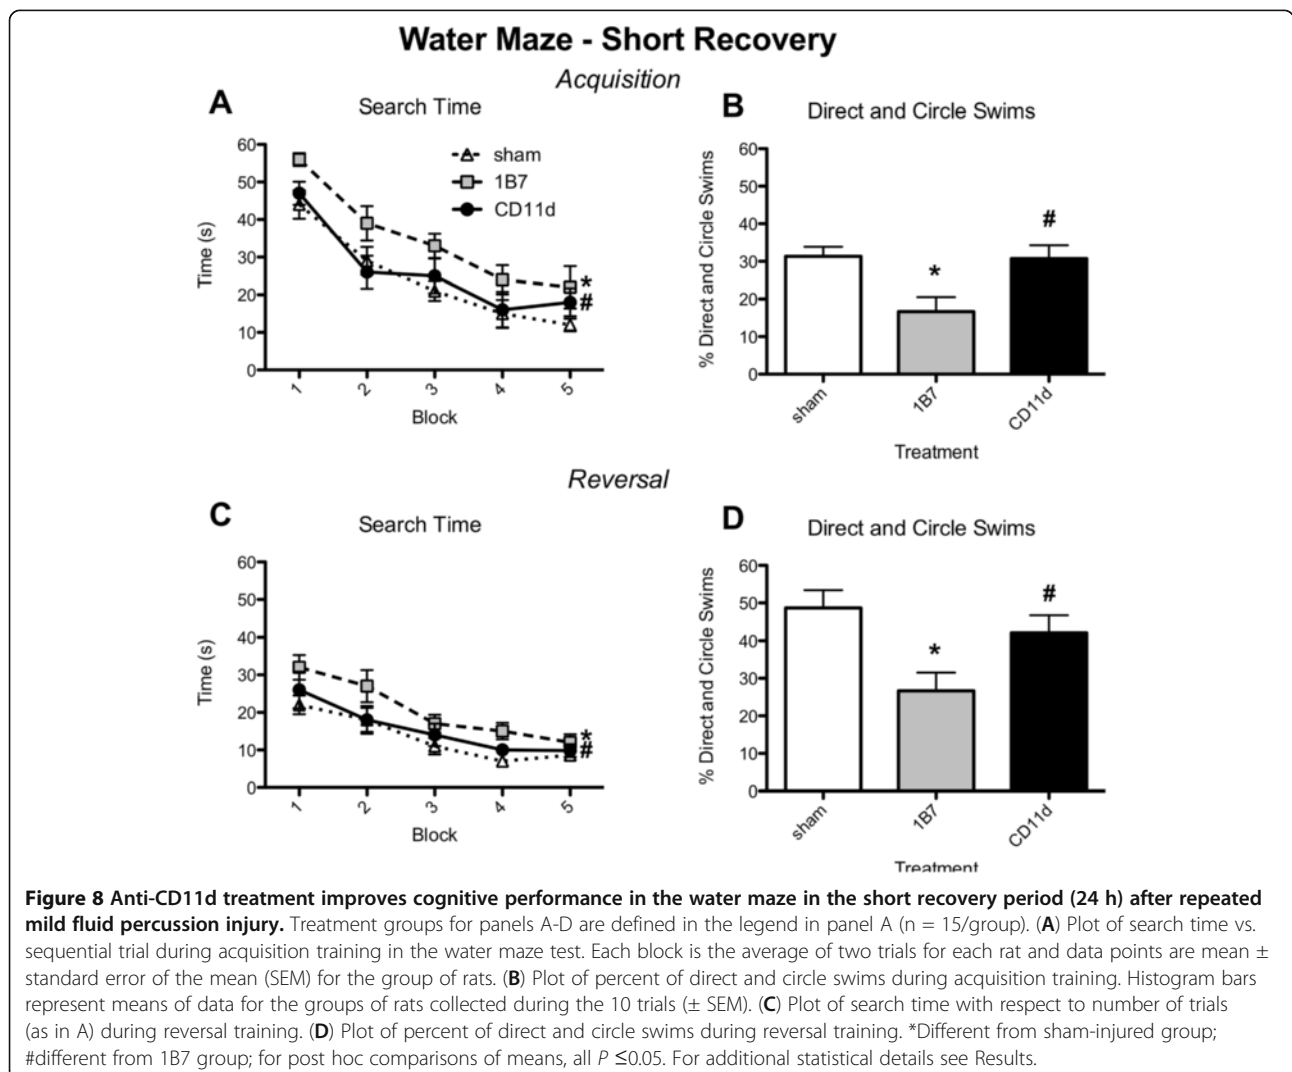 Water Maze - Short Recovery
Acquisition
A
Search Time
60
50
40
30
20
10
0
Time (s)
sham
1B7
CD11d
*
#
1
2
3
4
5
Block
B
Direct and Circle Swims
60
50
40
30
20
10
0
% Direct and Circle Swims
*
#
sham
1B7
CD11d
Treatment
Reversal
C
Search Time
60
50
40
30
20
10
0
Time (s)
*
#
1
2
3
4
5
Block
D
Direct and Circle Swims
60
50
40
30
20
10
0
% Direct and Circle Swims
*
#
sham
1B7
CD11d
Treatment
Figure 8 Anti-CD11d treatment improves cognitive performance in the water maze in the short recovery period (24 h) after repeated
mild fluid percussion injury. Treatment groups for panels A-D are defined in the legend in panel A (n = 15/group). (A) Plot of search time vs.
sequential trial during acquisition training in the water maze test. Each block is the average of two trials for each rat and data points are mean ±
standard error of the mean (SEM) for the group of rats. (B) Plot of percent of direct and circle swims during acquisition training. Histogram bars
represent means of data for the groups of rats collected during the 10 trials (± SEM). (C) Plot of search time with respect to number of trials
(as in A) during reversal training. (D) Plot of percent of direct and circle swims during reversal training. *Different from sham-injured group;
#different from 1B7 group; for post hoc comparisons of means, all P ≤0.05. For additional statistical details see Results.